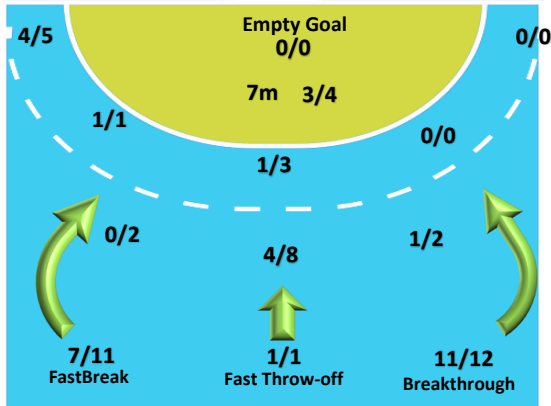 Empty Goal
4/5 0/0 0/0
7m 3/4
1/1 0/0
1/3
0/2 4/8 1/2
7/11 1/1 11/12
FastBreak Fast Throw-off Breakthrough